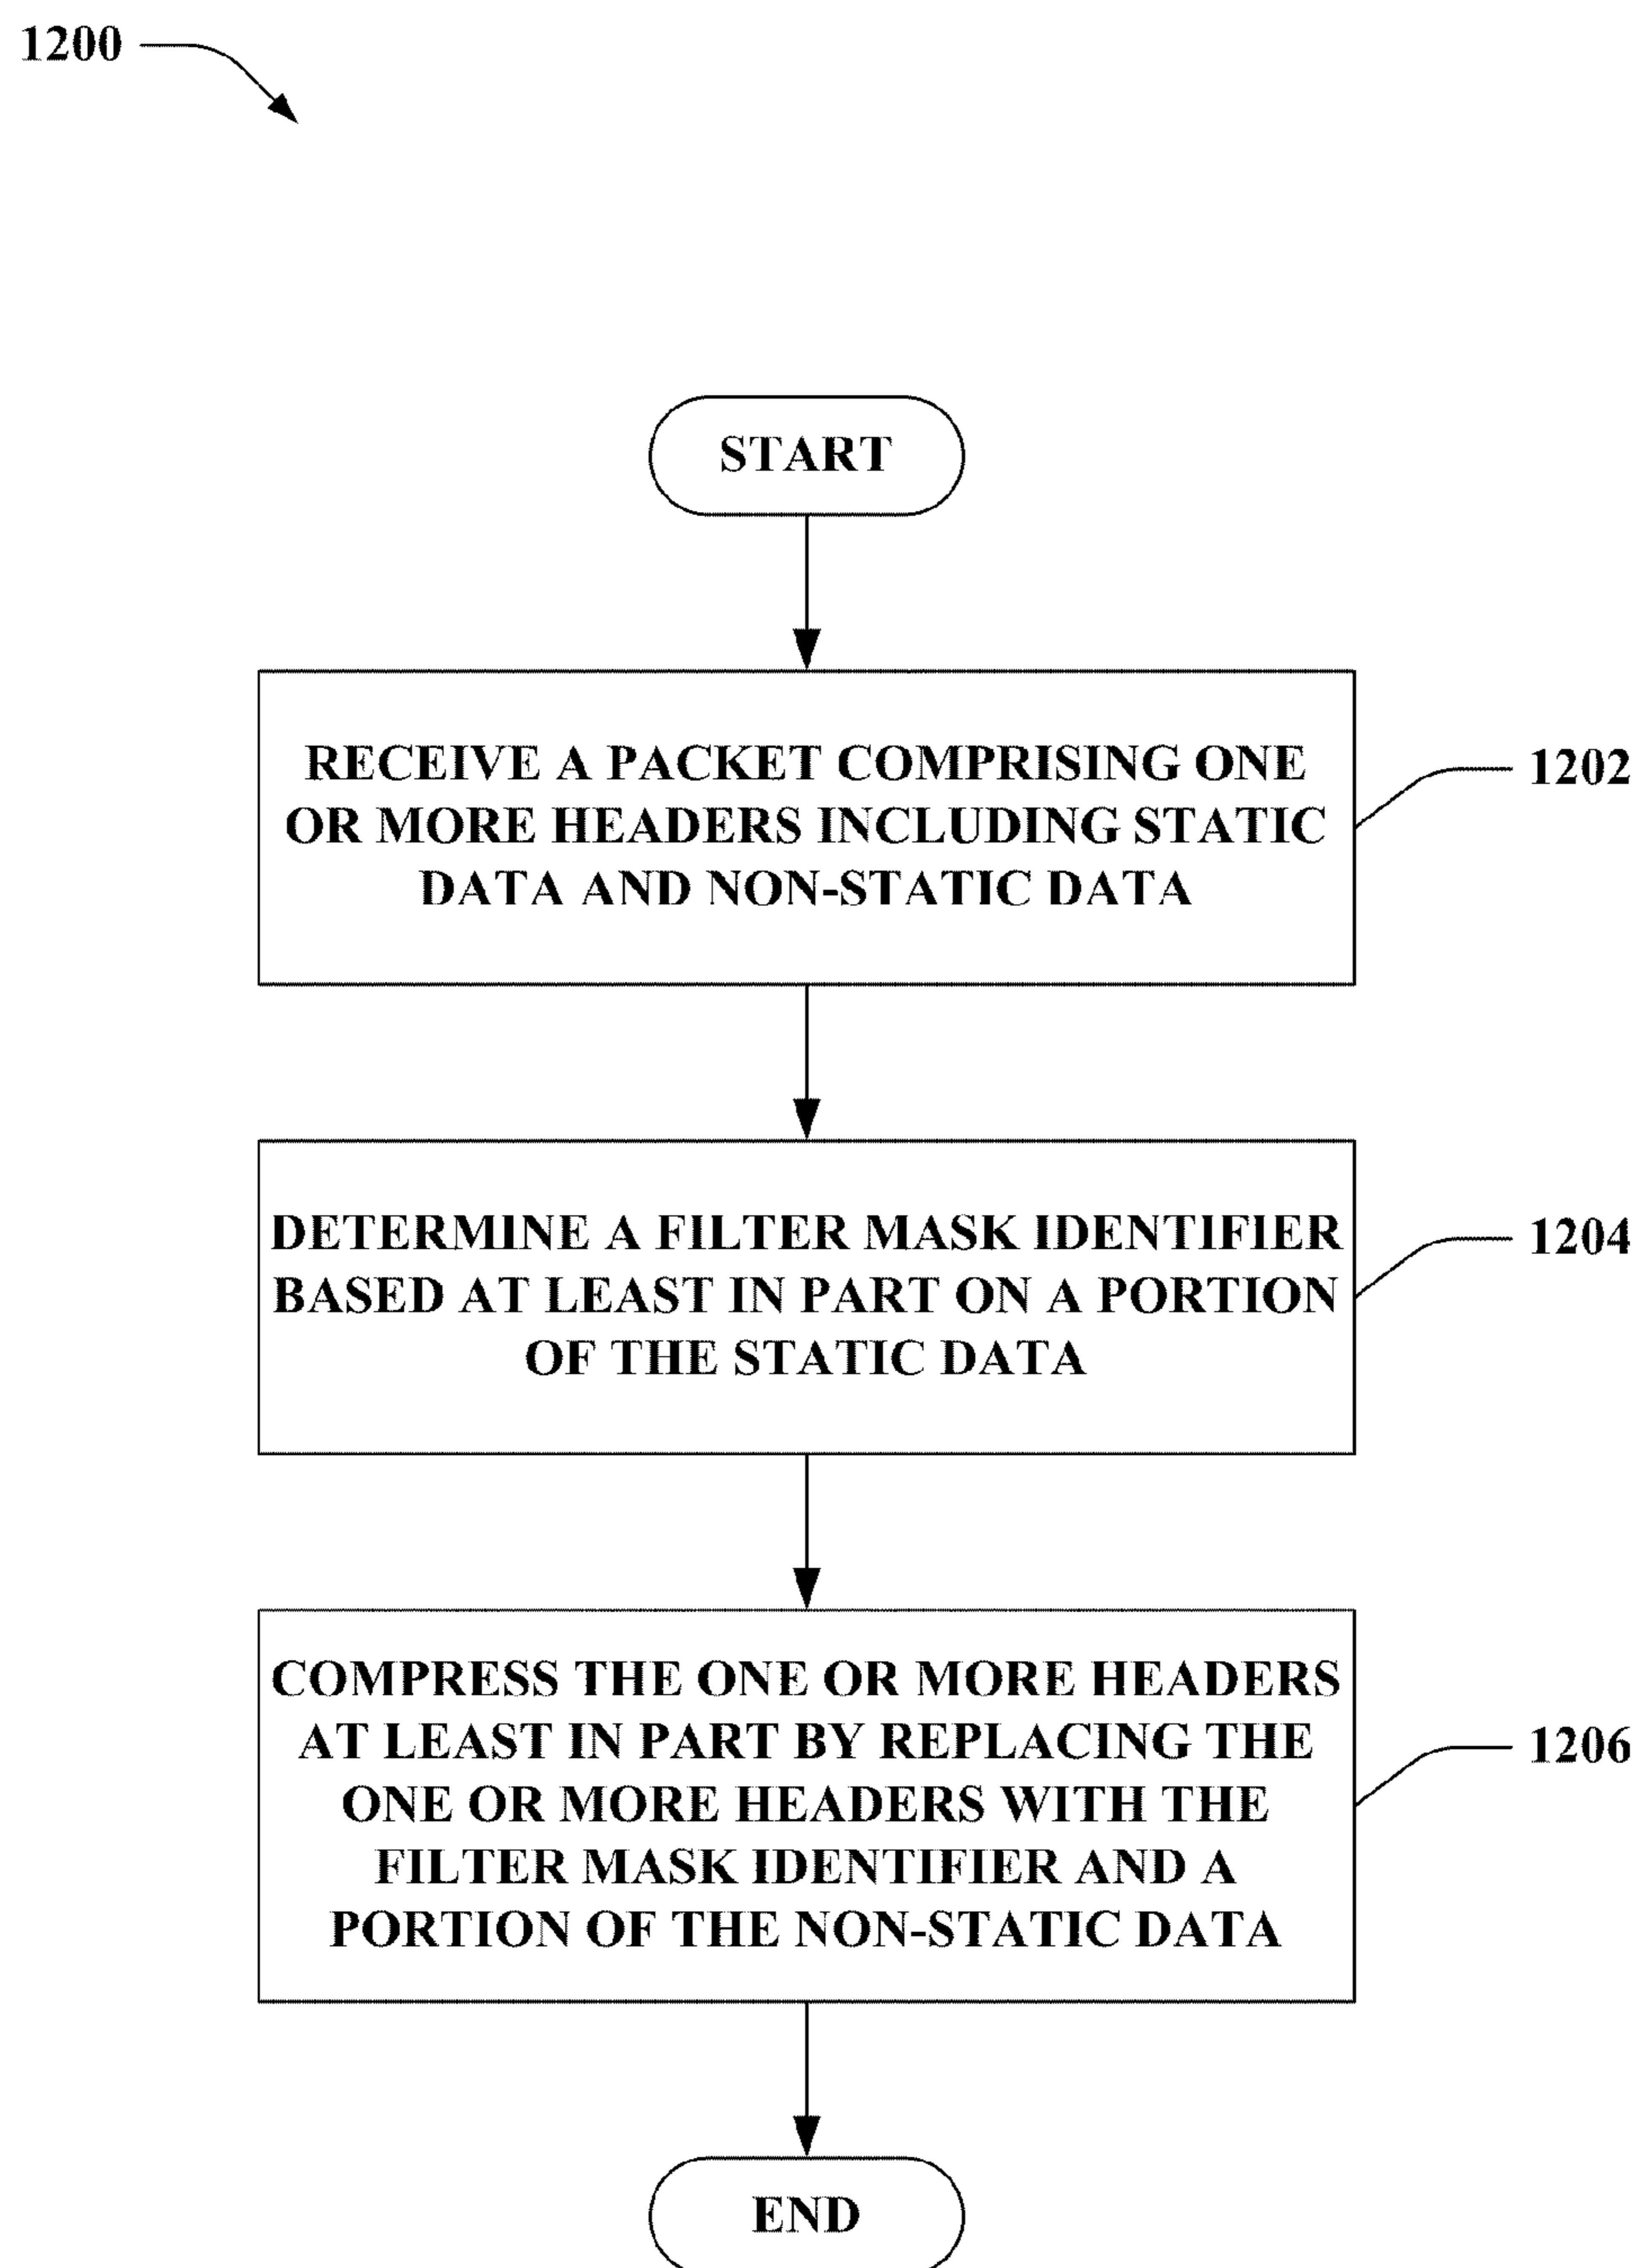 1200
START
RECEIVE A PACKET COMPRISING ONE
OR MORE HEADERS INCLUDING STATIC
DATA AND NON-STATIC DATA
1202
DETERMINE A FILTER MASK IDENTIFIER
BASED AT LEAST IN PART ON A PORTION
OF THE STATIC DATA
1204
COMPRESS THE ONE OR MORE HEADERS
AT LEAST IN PART BY REPLACING THE
ONE OR MORE HEADERS WITH THE
FILTER MASK IDENTIFIER AND A
PORTION OF THE NON-STATIC DATA
1206
END